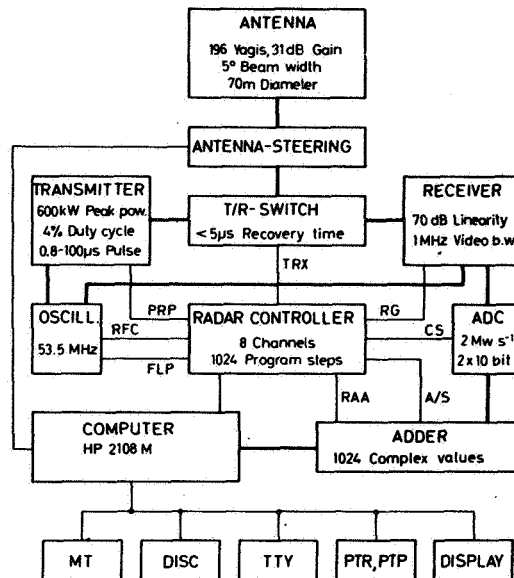 ANTENNA
196 Yagis, 31dB Gain
5° Beam width
70m Diameter
ANTENNA-STEERING
TRANSMITTER
600kW Peak pow.
4% Duty cycle
0.8-100µs Pulse
T/R-SWITCH
<5µs Recovery time
RECEIVER
70 dB Linearity
1MHz Video b.w
TRX
OSCILL.
53.5 MHz
PRP
RFC
FLP
RADAR CONTROLLER
8 Channels
1024 Program steps
RG
CS
ADC
2 Mw s⁻¹
2x10 bit
RAA
A/S
COMPUTER
HP 2108 M
ADDER
1024 Complex values
MT
DISC
TTY
PTR,PTP
DISPLAY